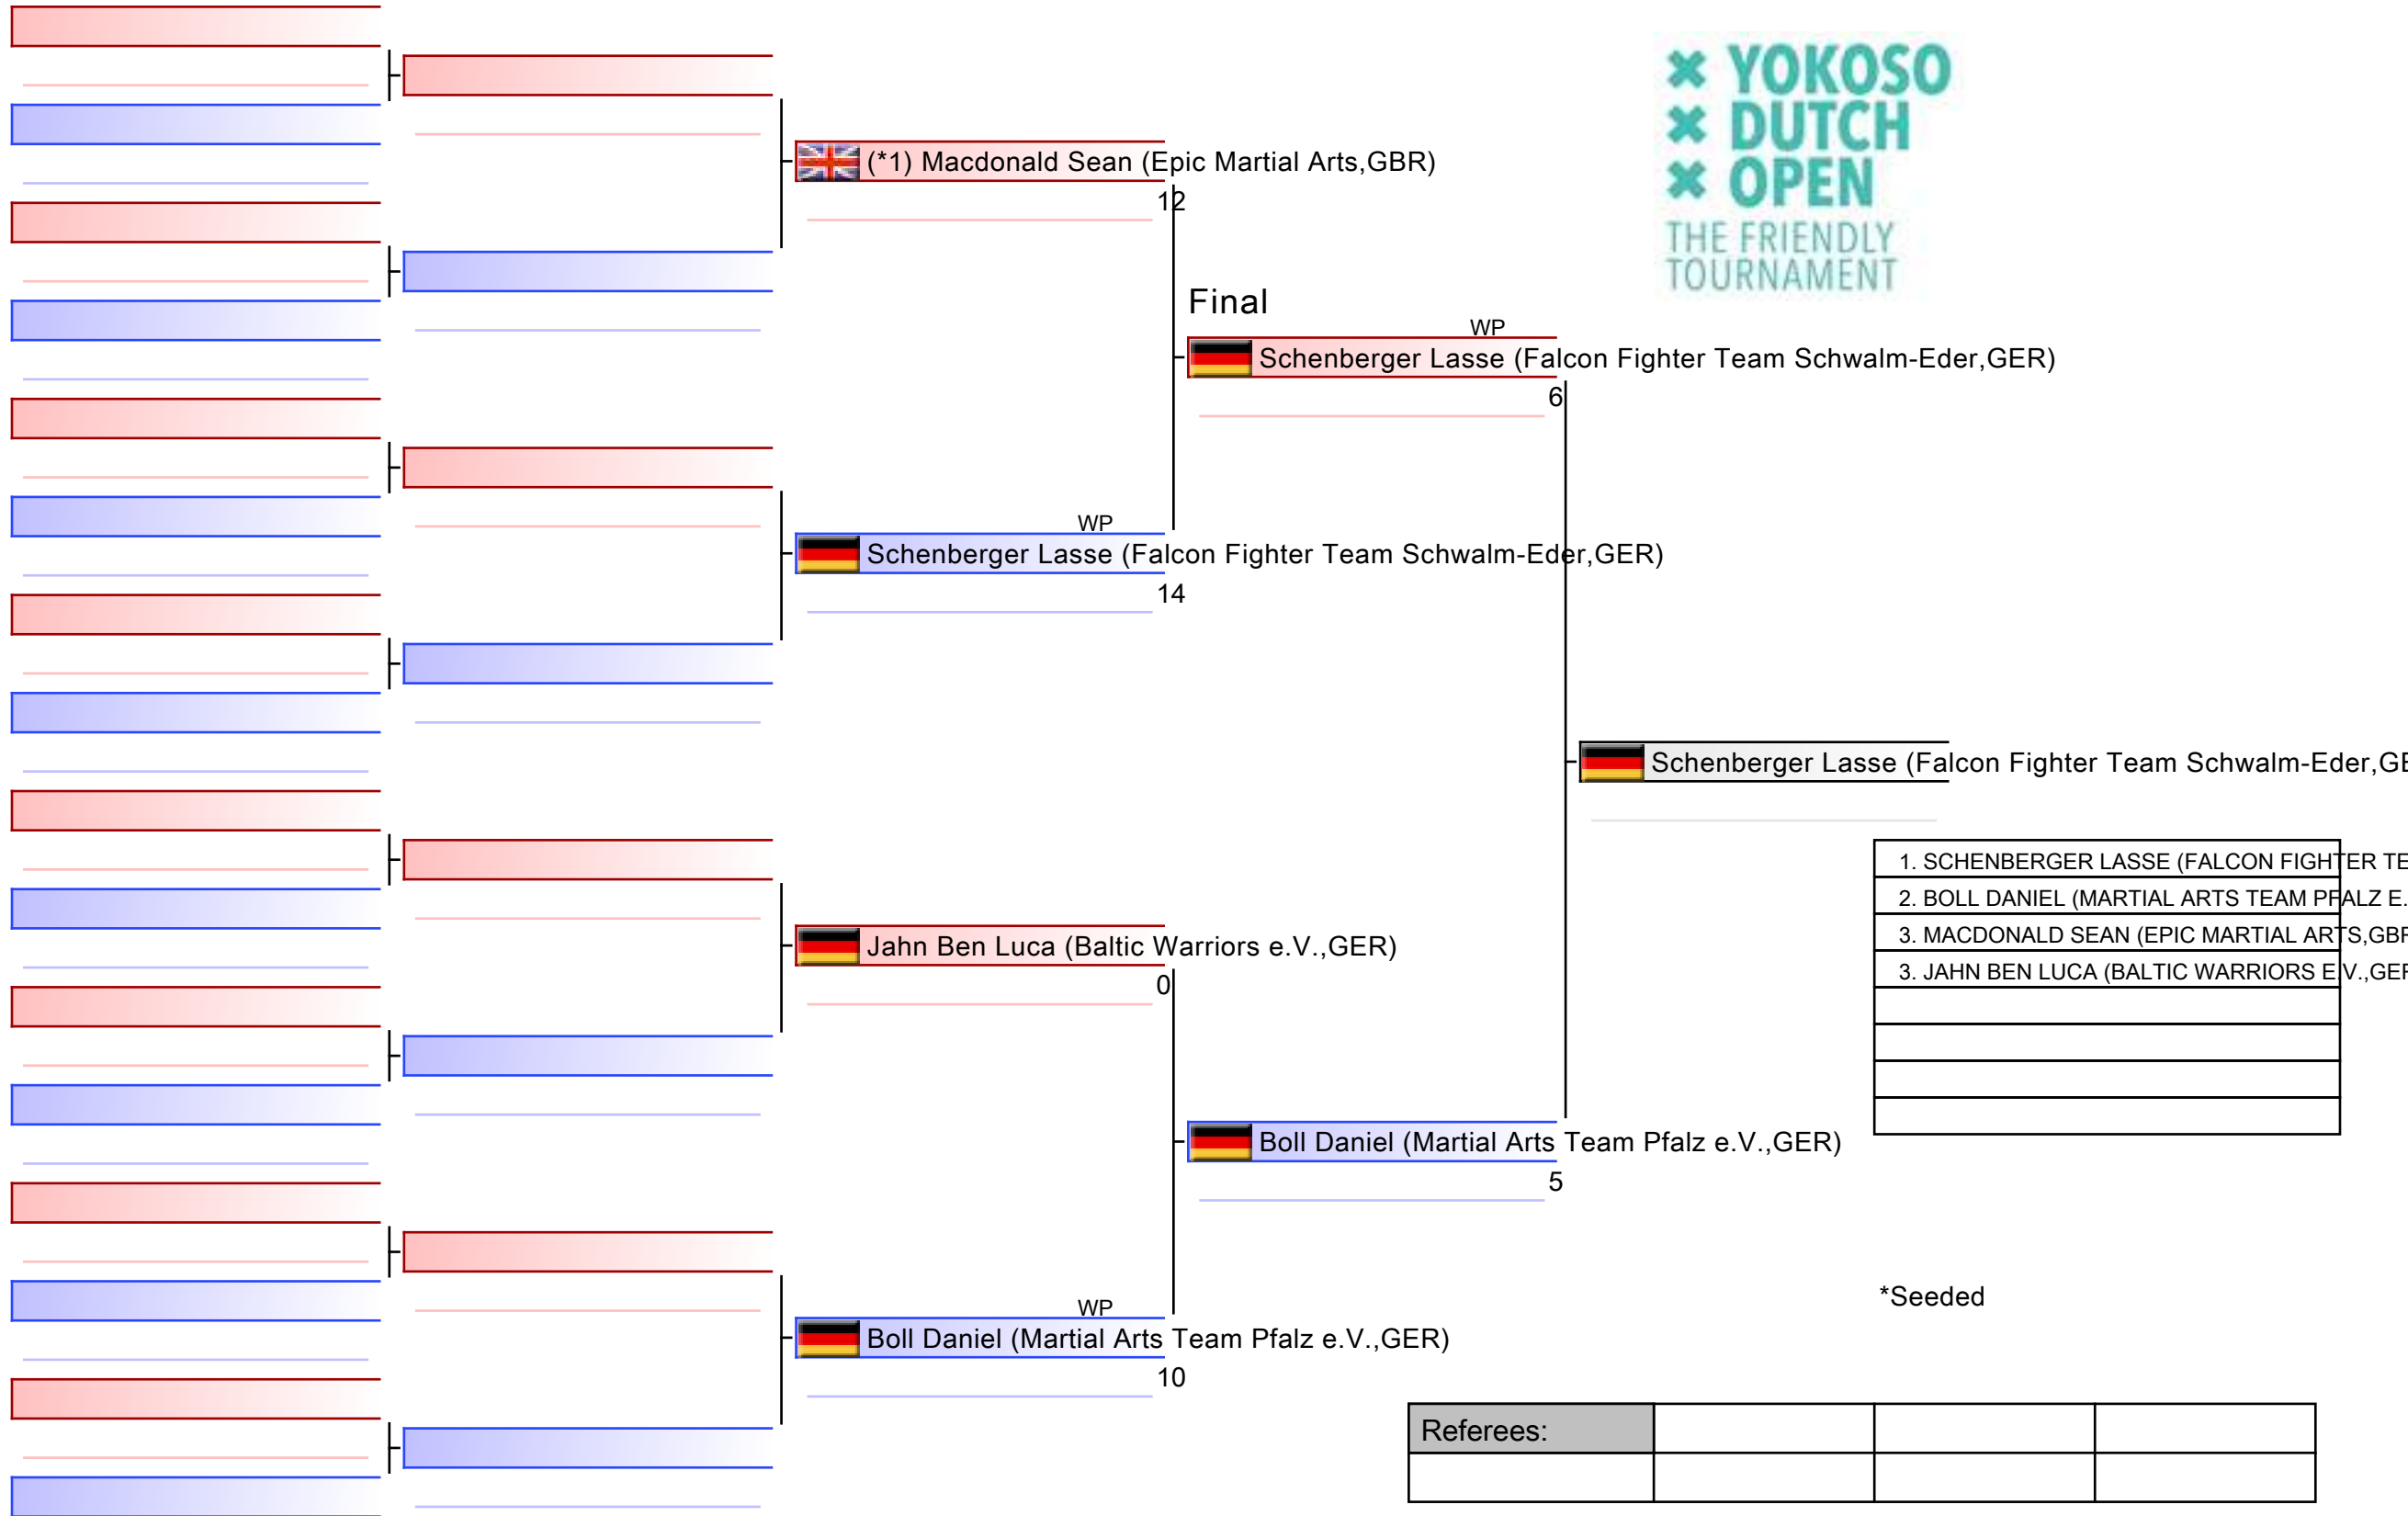 YOKOSO
DUTCH
OPEN
THE FRIENDLY
TOURNAMENT
(*1) Macdonald Sean (Epic Martial Arts,GBR)
12
Final
WP
Schenberger Lasse (Falcon Fighter Team Schwalm-Eder,GER)
6
WP
Schenberger Lasse (Falcon Fighter Team Schwalm-Eder,GER)
14
Schenberger Lasse (Falcon Fighter Team Schwalm-Eder,GE
1. SCHENBERGER LASSE (FALCON FIGHTER TE
2. BOLL DANIEL (MARTIAL ARTS TEAM PFALZ E.
3. MACDONALD SEAN (EPIC MARTIAL ARTS,GBR
3. JAHN BEN LUCA (BALTIC WARRIORS E.V.,GER
Jahn Ben Luca (Baltic Warriors e.V.,GER)
0
Boll Daniel (Martial Arts Team Pfalz e.V.,GER)
5
*Seeded
WP
Boll Daniel (Martial Arts Team Pfalz e.V.,GER)
10
Referees: